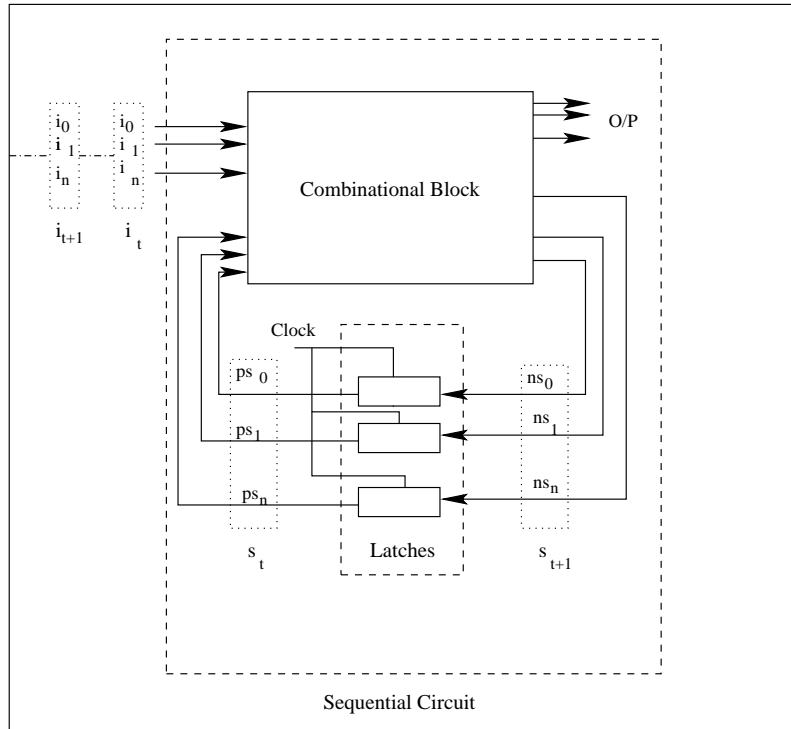 i0 i0
i1 i1
in in
it+1 it
O/P
Combinational Block
Clock
ps0 ns0
ps1 ns1
psn nsn
st Latches st+1
Sequential Circuit